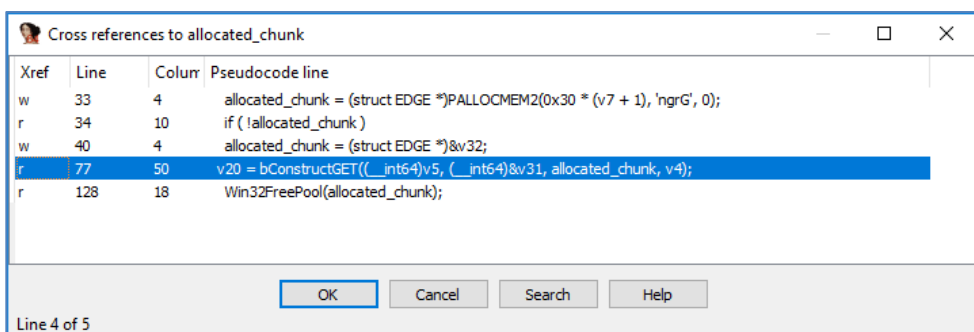 Cross references to allocated_chunk
Xref Line Colurr Pseudocode line
w 33 4 allocated_chunk = (struct EDGE *)PALLOCMEM2(0x30 * (v7 + 1), 'ngrG', 0);
r 34 10 if ( !allocated_chunk )
w 40 4 allocated_chunk = (struct EDGE *)&v32;
r 77 50 v20 = bConstructGET((__int64)v5, (__int64)&v31, allocated_chunk, v4);
r 128 18 Win32FreePool(allocated_chunk);
OK Cancel Search Help
Line 4 of 5